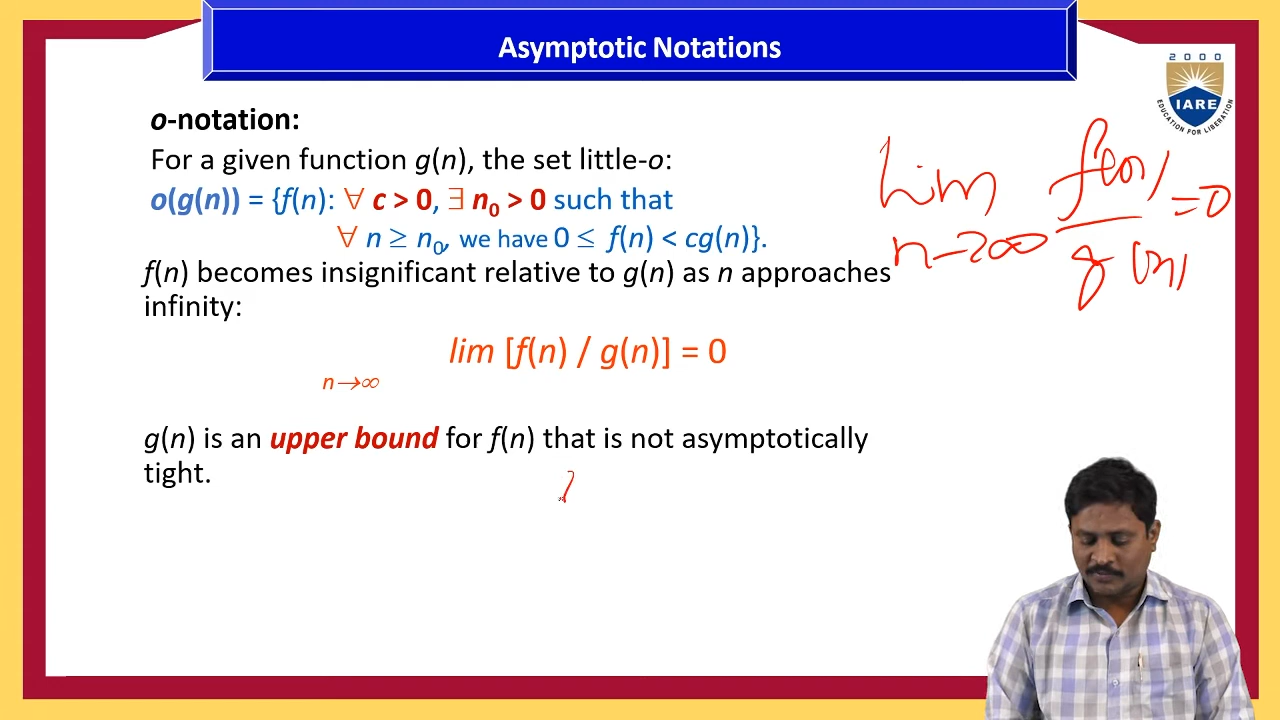 Asymptotic Notations
2000
IARE
EDUCATION FOR LIBERATION
o-notation:
For a given function g(n), the set little-o:
o(g(n)) = {f(n): ∀ c > 0, ∃ n₀ > 0 such that
∀ n ≥ n₀, we have 0 ≤ f(n) < cg(n)}.
f(n) becomes insignificant relative to g(n) as n approaches
infinity:
lim [f(n) / g(n)] = 0
n→∞
g(n) is an upper bound for f(n) that is not asymptotically
tight.
lim f(n) = 0
n→∞ g(n)